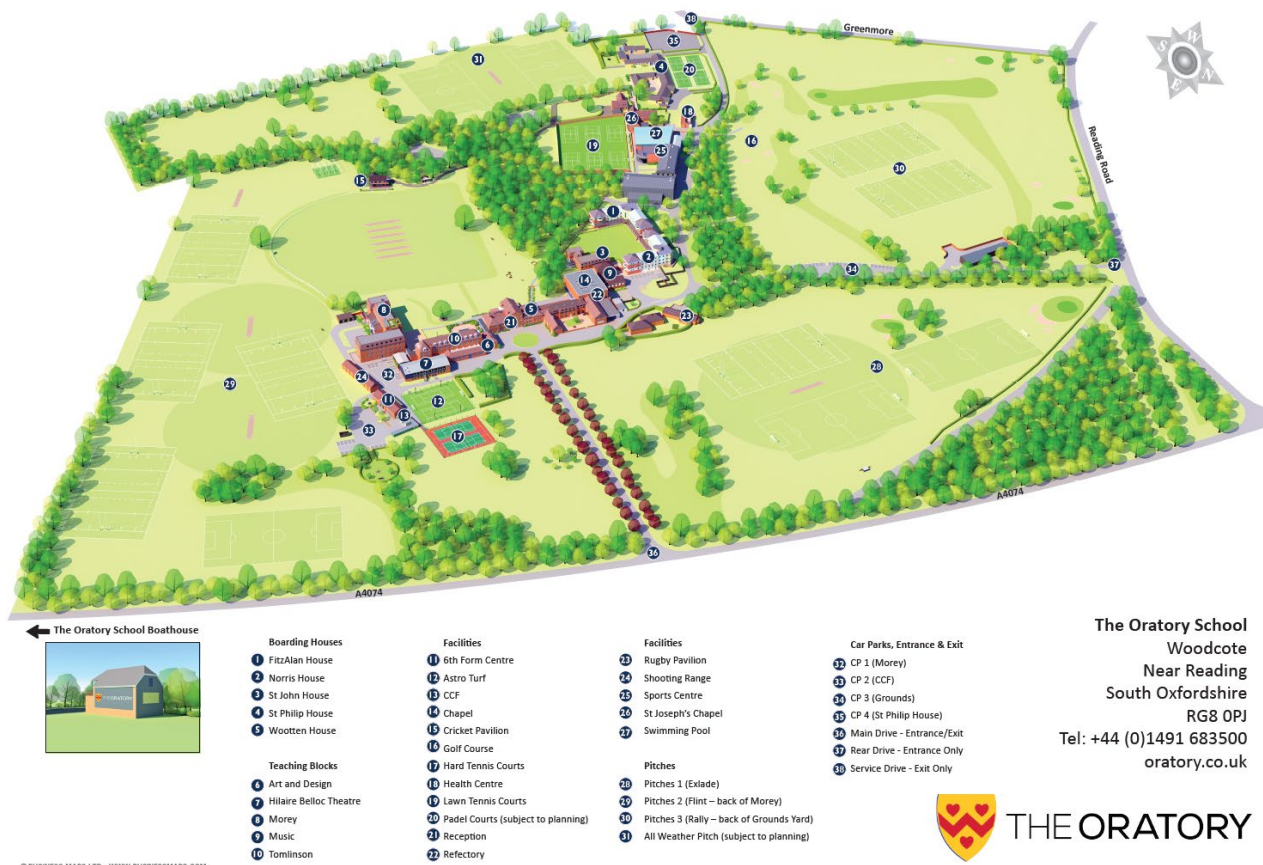 38
Greenmore
35
31
4
20
S W N E
18
26
27
19
25
16
Reading Road
30
15
1
3
2
9
14
34
37
22
8
5
21
23
10
6
7
24
32
28
29
12
11
13
33
17
A4074
36
A4074
The Oratory School Boathouse
THE ORATORY
Boarding Houses
1 FitzAlan House
2 Norris House
3 St John House
4 St Philip House
5 Wootten House
Teaching Blocks
6 Art and Design
7 Hilaire Belloc Theatre
8 Morey
9 Music
10 Tomlinson
Facilities
11 6th Form Centre
12 Astro Turf
13 CCF
14 Chapel
15 Cricket Pavilion
16 Golf Course
17 Hard Tennis Courts
18 Health Centre
19 Lawn Tennis Courts
20 Padel Courts (subject to planning)
21 Reception
22 Refectory
Facilities
23 Rugby Pavilion
24 Shooting Range
25 Sports Centre
26 St Joseph's Chapel
27 Swimming Pool
Pitches
28 Pitches 1 (Exlade)
29 Pitches 2 (Flint – back of Morey)
30 Pitches 3 (Rally – back of Grounds Yard)
31 All Weather Pitch (subject to planning)
Car Parks, Entrance & Exit
32 CP 1 (Morey)
33 CP 2 (CCF)
34 CP 3 (Grounds)
35 CP 4 (St Philip House)
36 Main Drive - Entrance/Exit
37 Rear Drive - Entrance Only
38 Service Drive - Exit Only
The Oratory School
Woodcote
Near Reading
South Oxfordshire
RG8 0PJ
Tel: +44 (0)1491 683500
oratory.co.uk
THE ORATORY